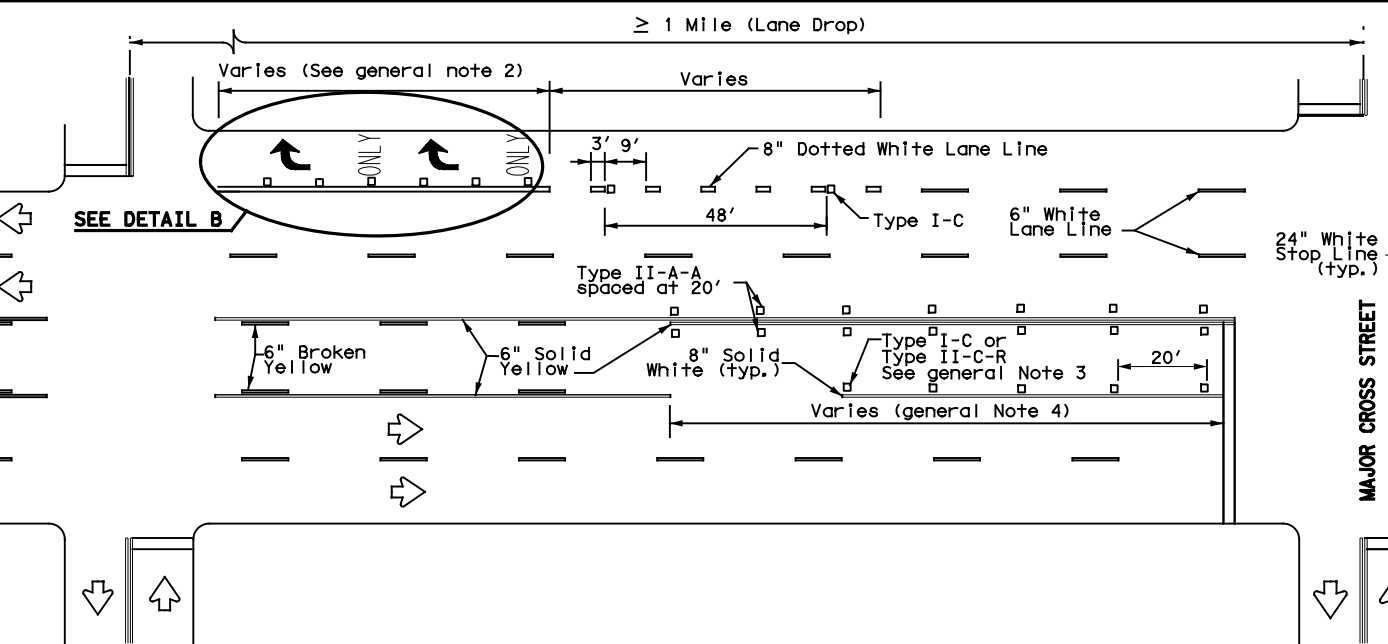 ≥ 1 Mile (Lane Drop)
Varies (See general note 2)
Varies
ONLY
ONLY
3' 9'
8" Dotted White Lane Line
SEE DETAIL B
48'
Type I-C
6" White
Lane Line
24" White
Stop Line
(typ.)
Type II-A-A
spaced at 20'
6" Broken
Yellow
6" Solid
Yellow
8" Solid
White (typ.)
Type I-C or
Type II-C-R
See general Note 3
20'
Varies (general Note 4)
MAJOR CROSS STREET